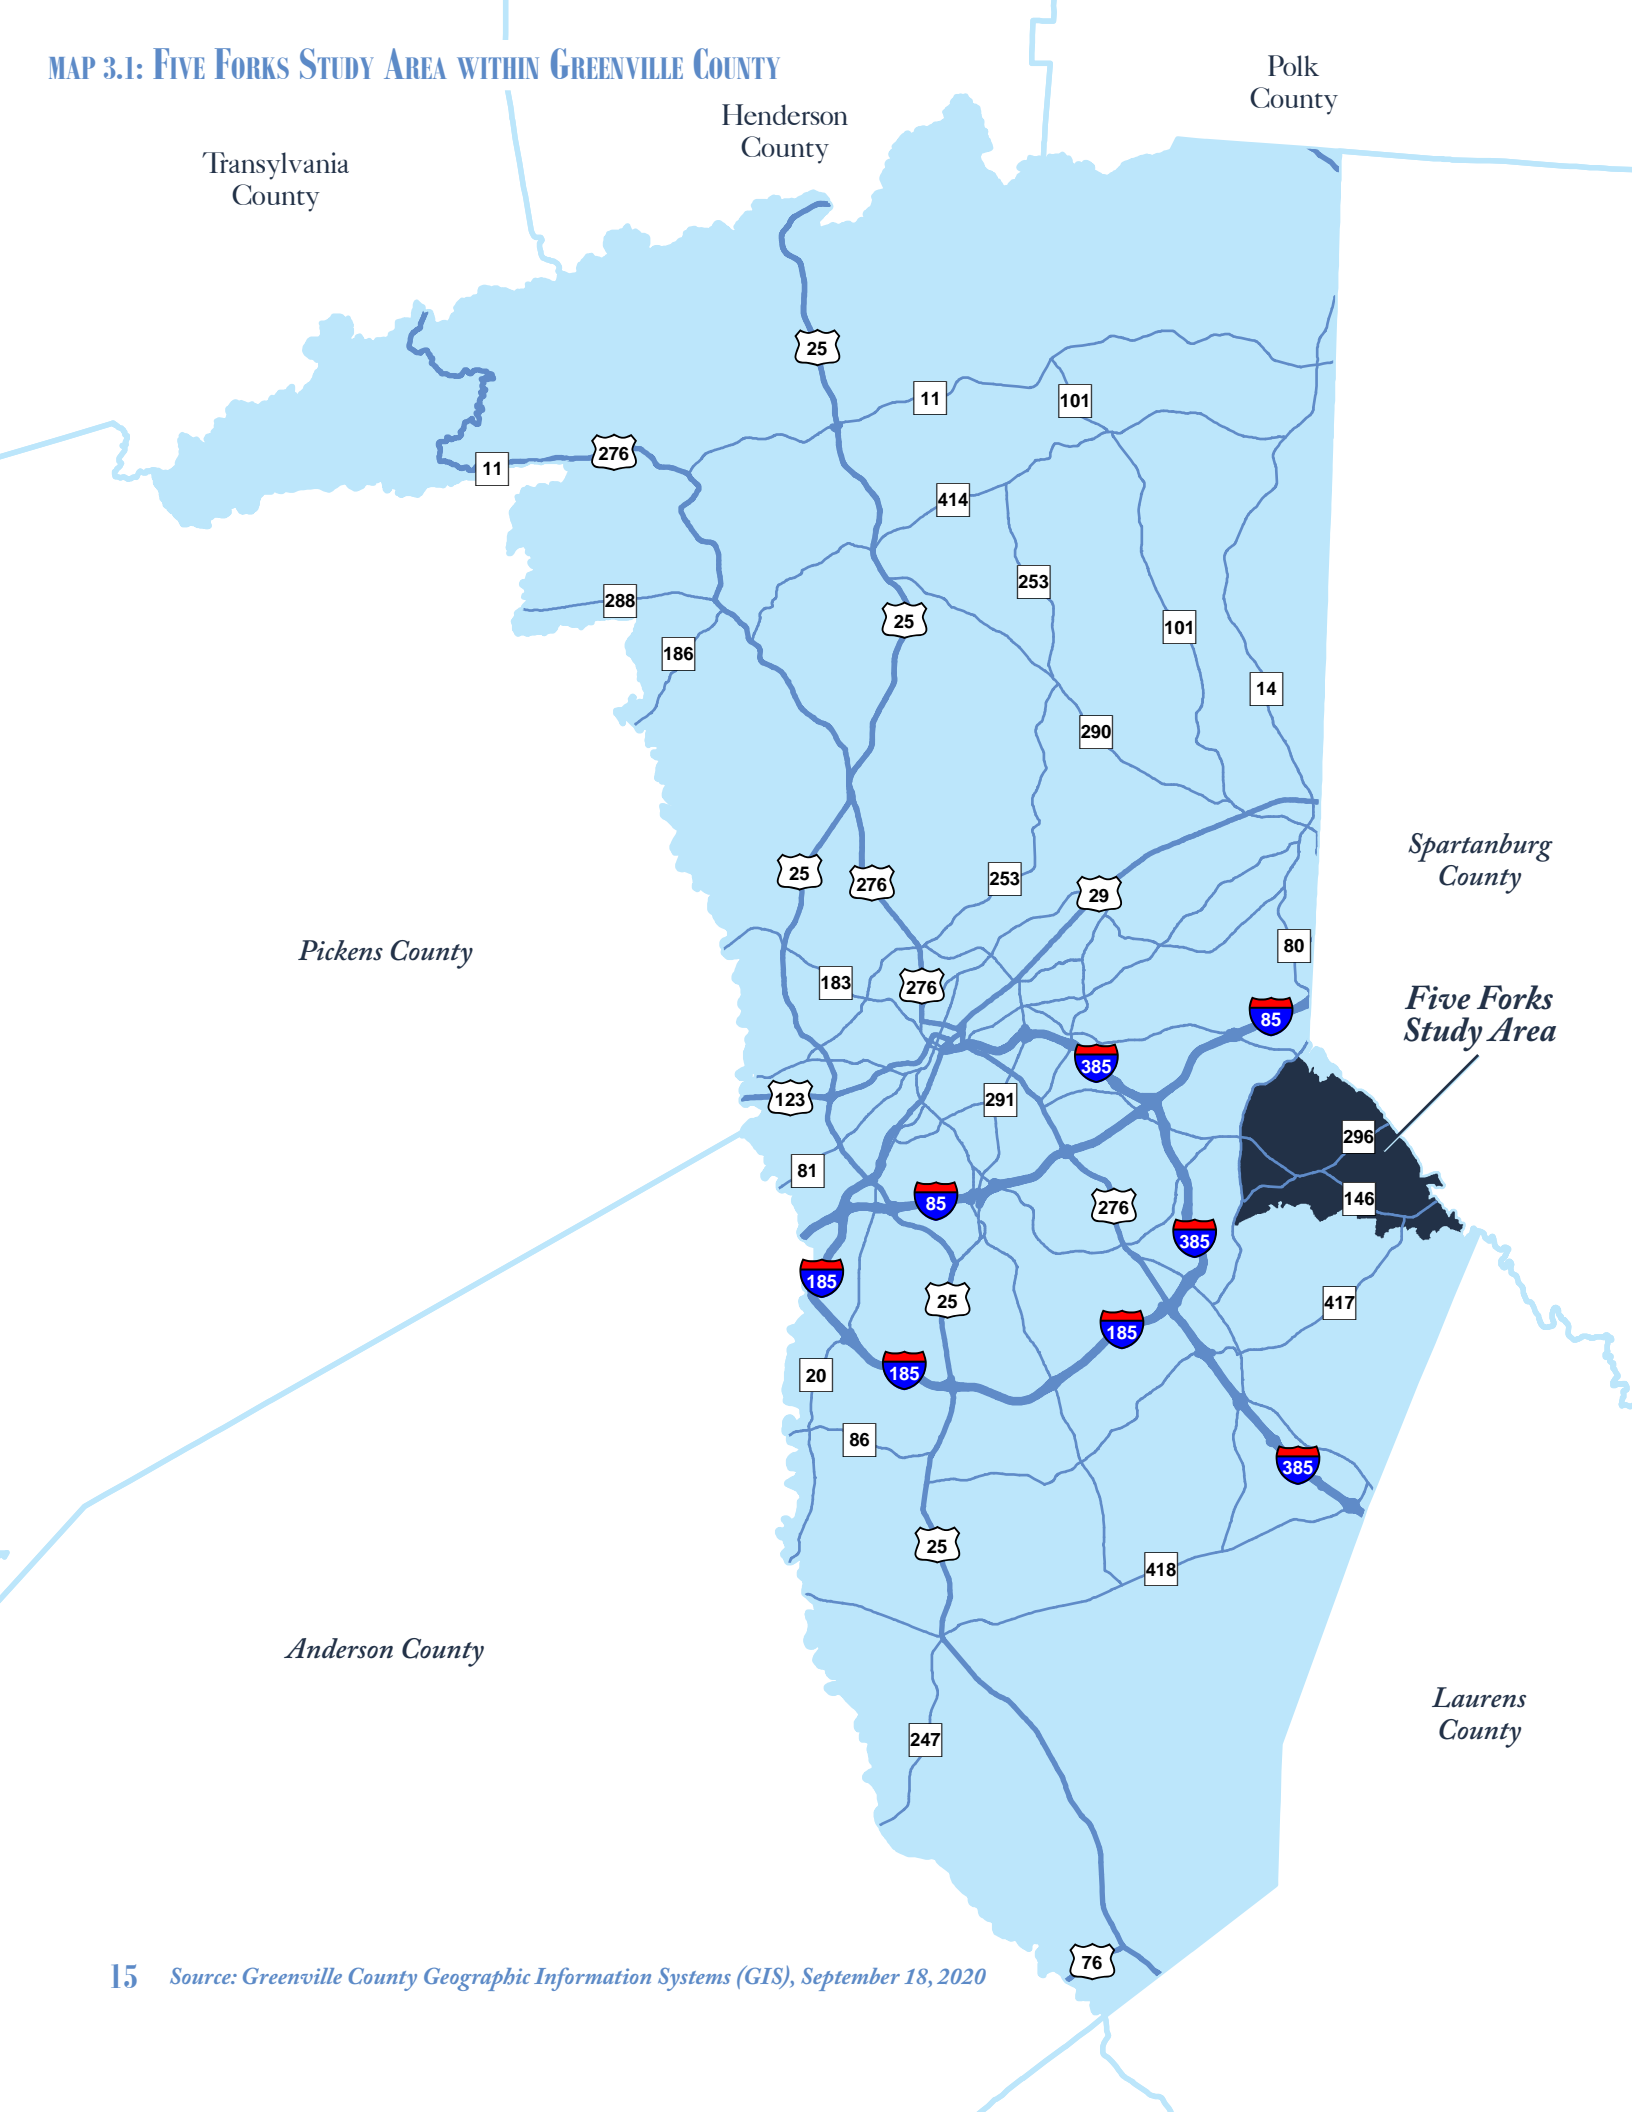 MAP 3.1: Five Forks Study Area within Greenville County
Polk
County
Henderson
County
Transylvania
County
25
11
101
276
11
414
253
288
25
101
186
14
290
Spartanburg
County
25
276
253
29
80
Pickens County
183
276
Five Forks
Study Area
85
385
123
291
296
81
85
276
146
385
185
25
417
185
185
20
86
385
25
418
Anderson County
Laurens
County
247
76
15
Source: Greenville County Geographic Information Systems (GIS), September 18, 2020